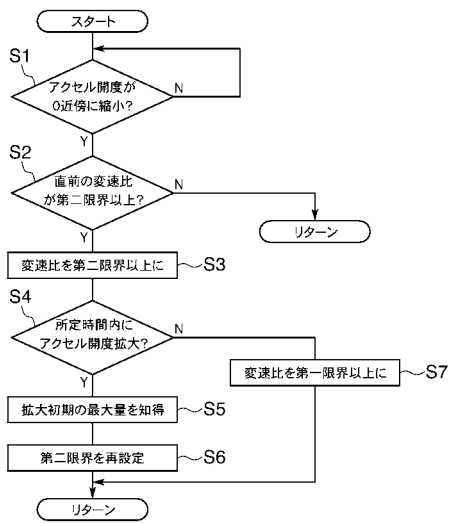 スタート
S1
アクセル開度が
0近傍に縮小?
N
Y
S2
直前の変速比
が第二限界以上?
N
Y
リターン
変速比を第二限界以上に
S3
S4
所定時間内に
アクセル開度拡大?
N
Y
変速比を第一限界以上に
S7
拡大初期の最大量を知得
S5
第二限界を再設定
S6
リターン